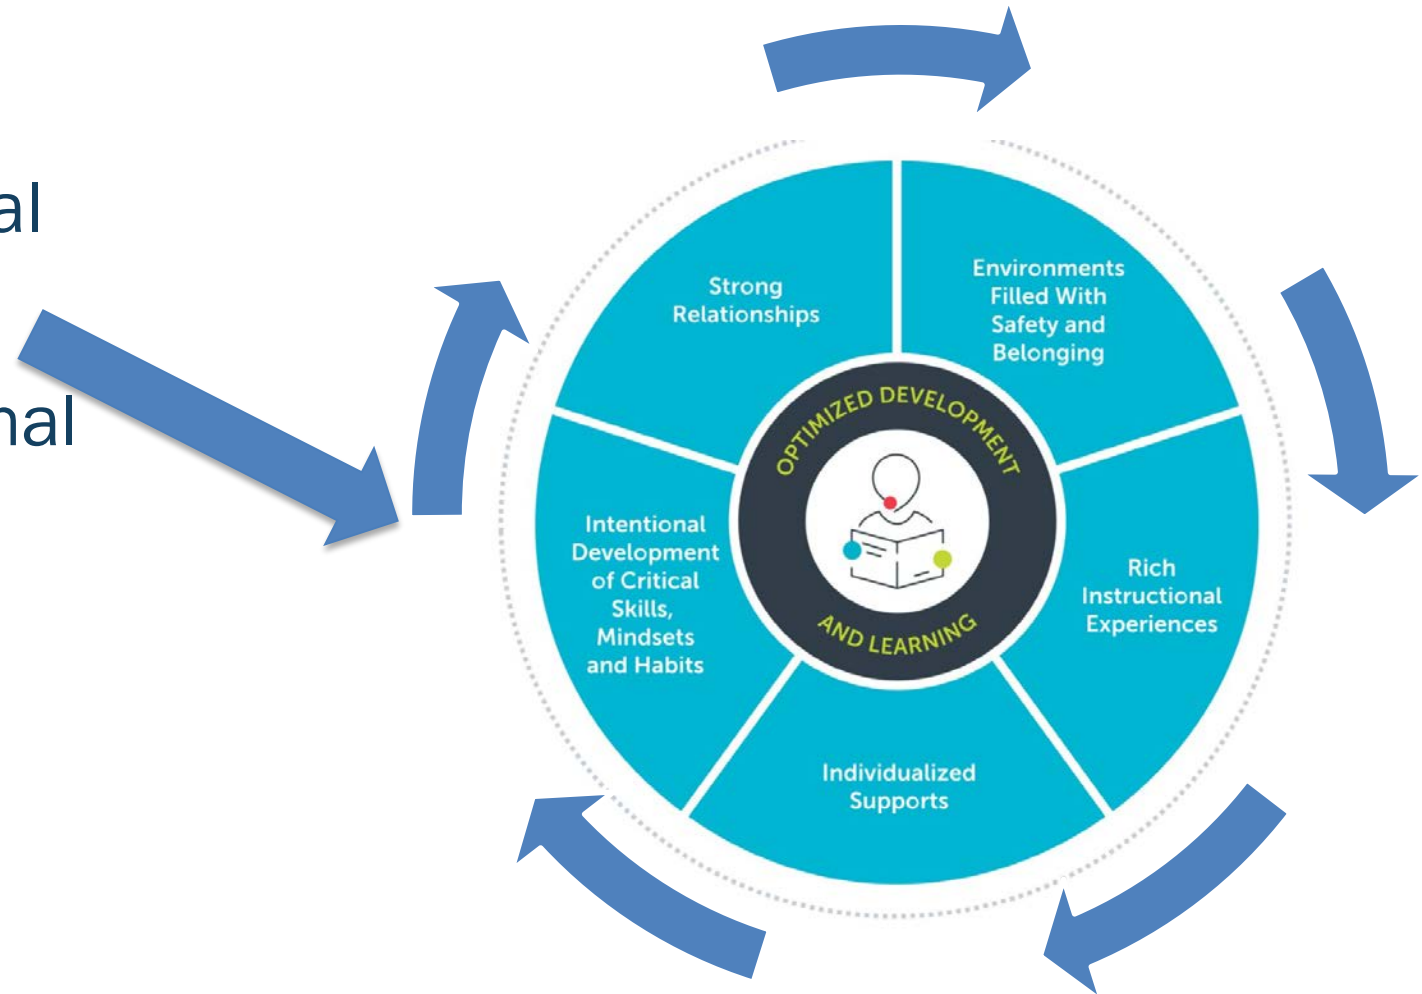 al
nal
Strong
Relationships
Environments
Filled With
Safety and
Belonging
OPTIMIZED DEVELOPMENT
AND LEARNING
Intentional
Development
of Critical
Skills,
Mindsets
and Habits
Rich
Instructional
Experiences
Individualized
Supports